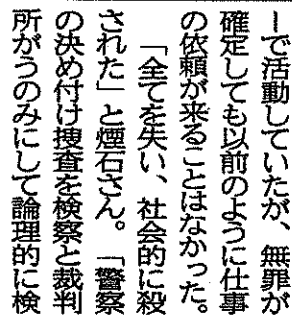 ーで活動していたが、無罪が
確定しても以前のように仕事
の依頼が来ることはなかった。
「全てを失い、社会的に殺
された」と煙石さん。「警察
の決め付け捜査を検察と裁判
所がうのみにして論理的に検